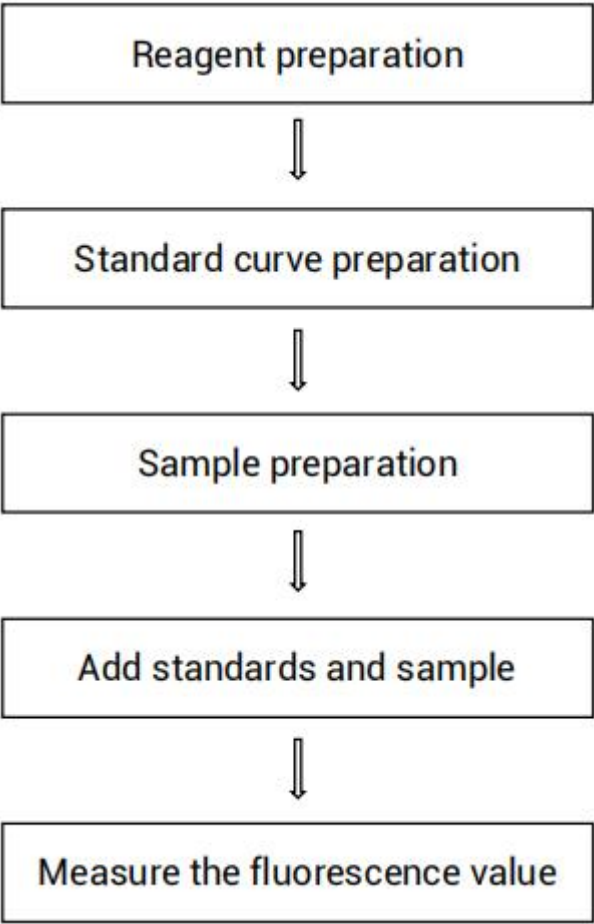 Reagent preparation
Standard curve preparation
Sample preparation
Add standards and sample
Measure the fluorescence value